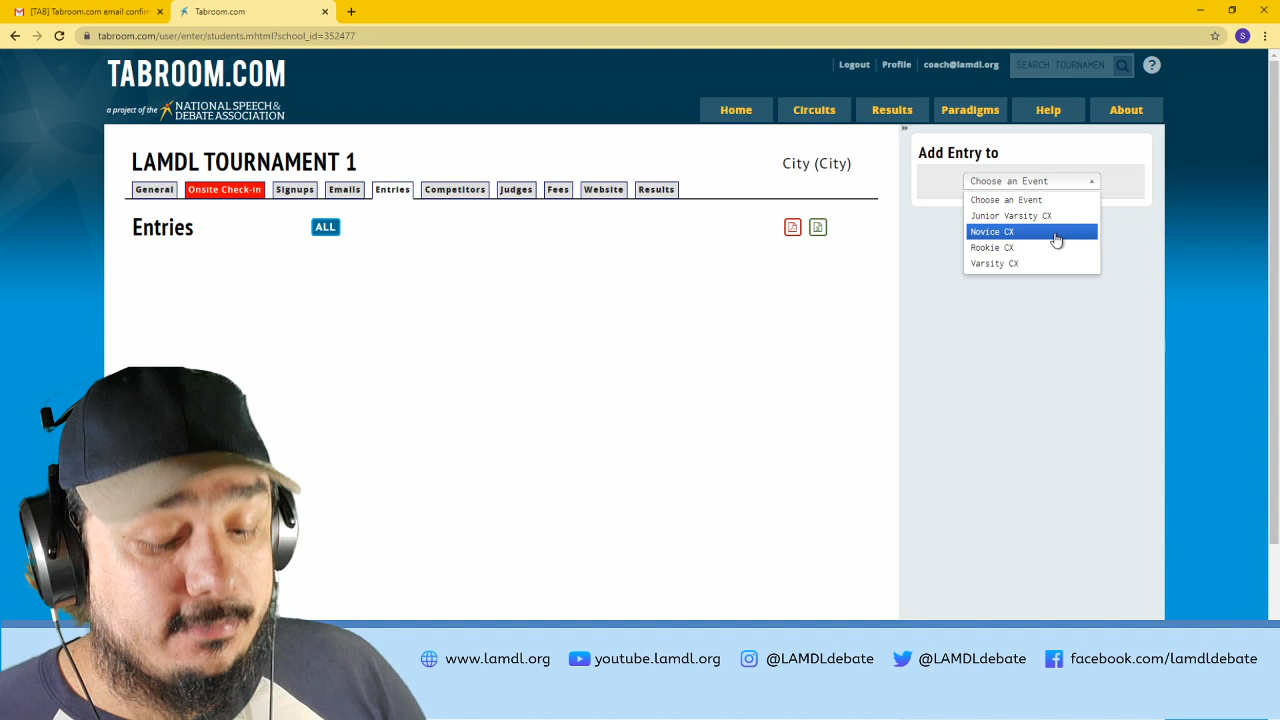 [TAB] Tabroom.com email confirm
Tabroom.com
tabroom.com/user/enter/students.mhtml?school_id=352477
S
TABROOM.COM
a project of the NATIONAL SPEECH & DEBATE ASSOCIATION
Logout Profile coach@lamdl.org SEARCH TOURNAMEN ?
Home Circuits Results Paradigms Help About
LAMDL TOURNAMENT 1
City (City)
General Onsite Check-in Signups Emails Entries Competitors Judges Fees Website Results
Entries ALL
Add Entry to
Choose an Event
Choose an Event
Junior Varsity CX
Novice CX
Rookie CX
Varsity CX
www.lamdl.org youtube.lamdl.org @LAMDLdebate @LAMDLdebate facebook.com/lamdldebate